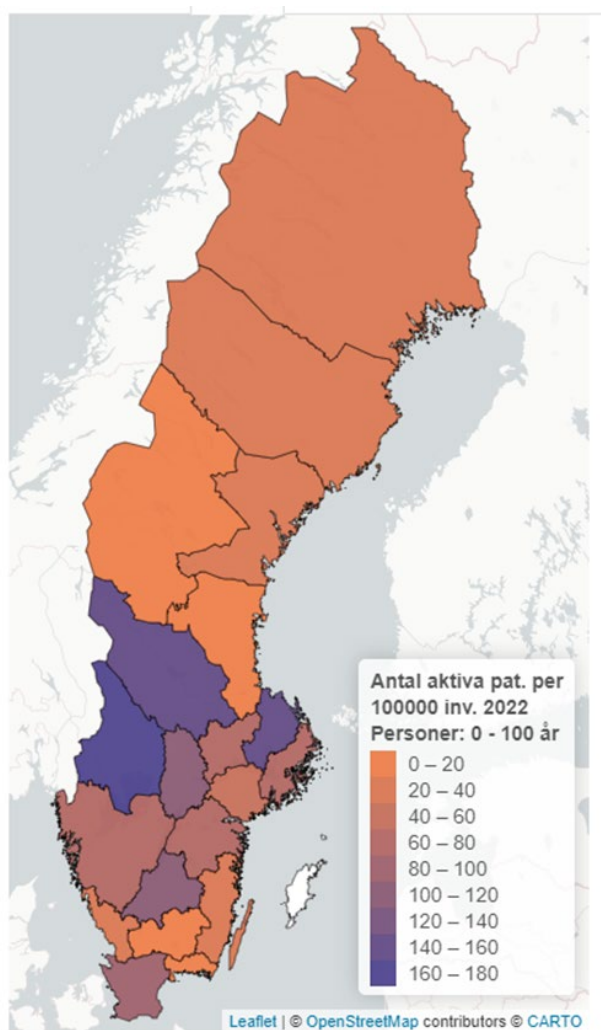 Antal aktiva pat. per
100000 inv. 2022
Personer: 0 - 100 år
0 – 20
20 – 40
40 – 60
60 – 80
80 – 100
100 – 120
120 – 140
140 – 160
160 – 180
Leaflet | © OpenStreetMap contributors © CARTO